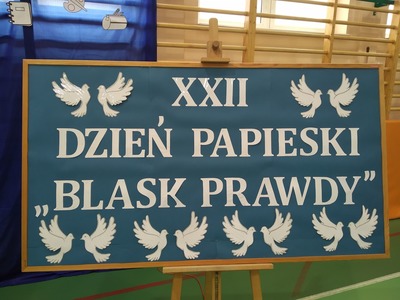 XXII
DZIEŃ PAPIESKI
„BLASK PRAWDY”